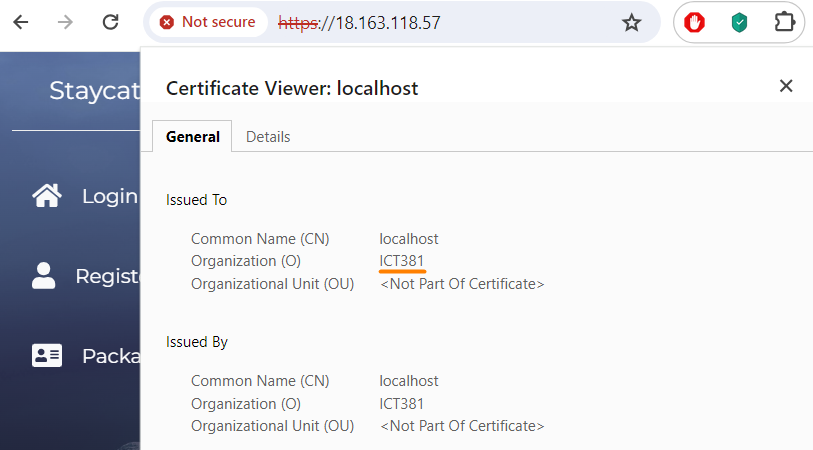 Not secure https://18.163.118.57
Staycat
Certificate Viewer: localhost
General Details
Login
Registe
Packa
Issued To
Common Name (CN) localhost
Organization (O) ICT381
Organizational Unit (OU) <Not Part Of Certificate>
Issued By
Common Name (CN) localhost
Organization (O) ICT381
Organizational Unit (OU) <Not Part Of Certificate>